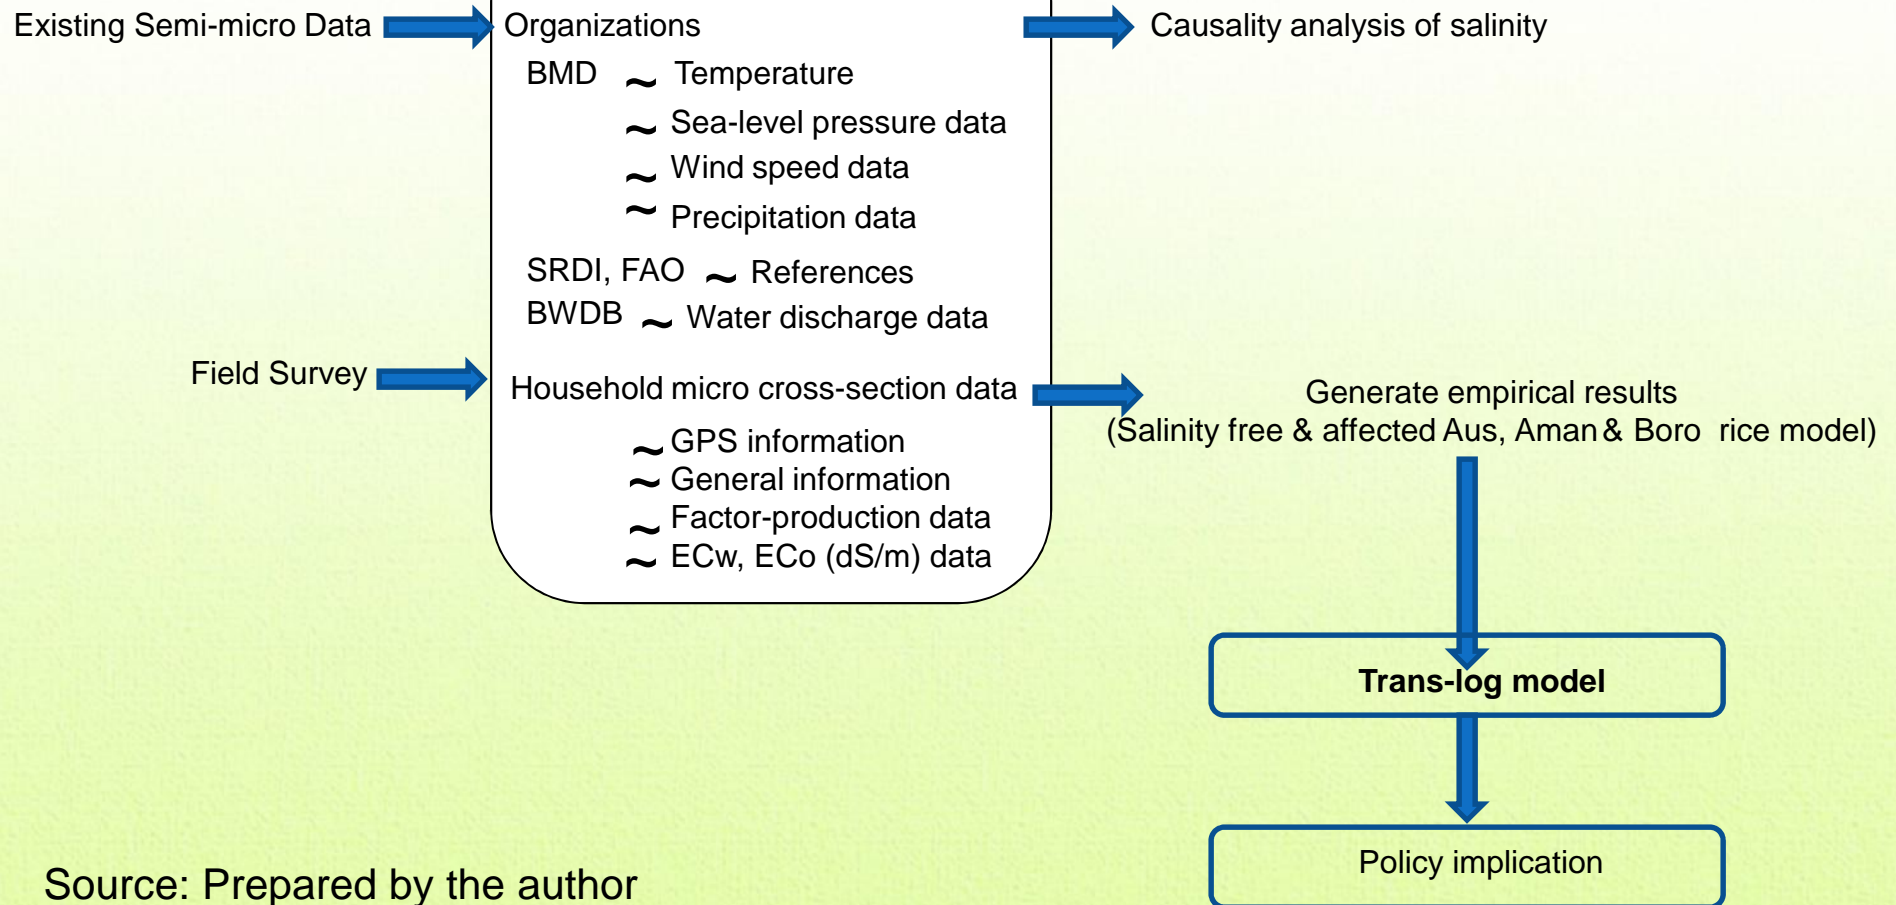 Existing Semi-micro Data Organizations Causality analysis of salinity
BMD ~ Temperature
~ Sea-level pressure data
~ Wind speed data
~ Precipitation data
SRDI, FAO ~ References
BWDB ~ Water discharge data
Field Survey Household micro cross-section data
~ GPS information
~ General information
~ Factor-production data
~ ECw, ECo (dS/m) data
Generate empirical results
(Salinity free & affected Aus, Aman & Boro rice model)
Trans-log model
Policy implication
Source: Prepared by the author